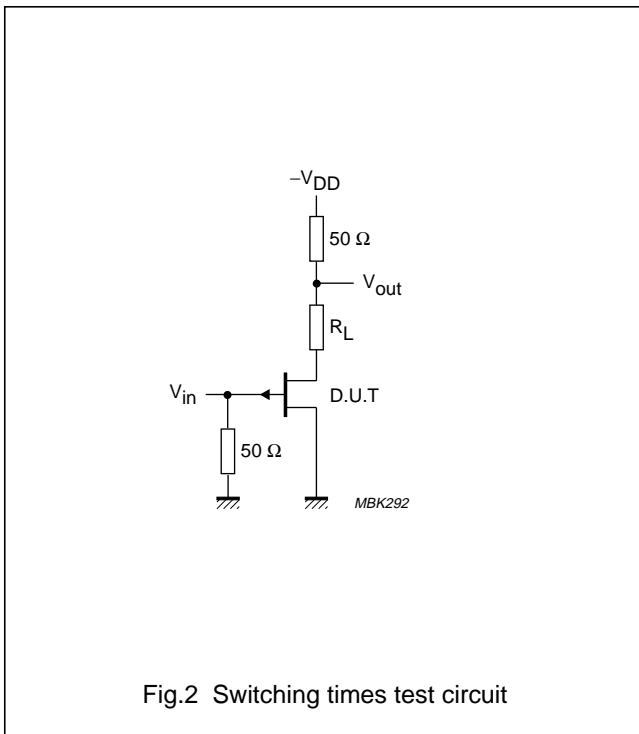 −VDD
50 Ω
Vout
RL
Vin
D.U.T
50 Ω
MBK292
Fig.2 Switching times test circuit